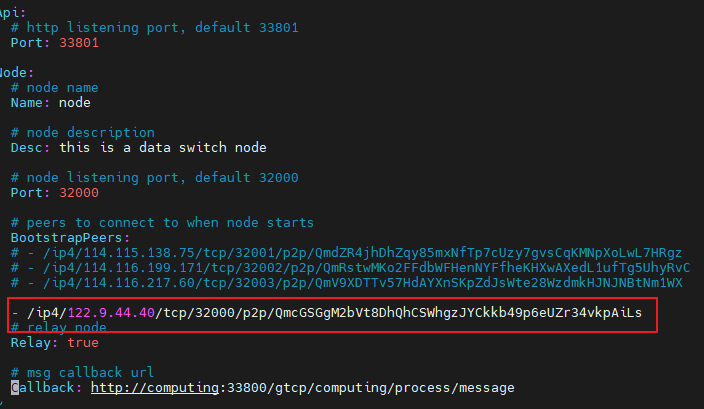 Api:
# http listening port, default 33801
Port: 33801
Node:
# node name
Name: node
# node description
Desc: this is a data switch node
# node listening port, default 32000
Port: 32000
# peers to connect to when node starts
BootstrapPeers:
# - /ip4/114.115.138.75/tcp/32001/p2p/QmdZR4jhDhZqy85mxNfTp7cUzy7gvsCqKMNpXoLwL7HRgz
# - /ip4/114.116.199.171/tcp/32002/p2p/QmRstwMKo2FFdbWFHenNYFfheKHXwAXedL1ufTg5UhyRvC
# - /ip4/114.116.217.60/tcp/32003/p2p/QmV9XDTTv57HdAYXnSKpZdJsWte28WzdmkHJNJNBtNm1WX
- /ip4/122.9.44.40/tcp/32000/p2p/QmcGSGgM2bVt8DhQhCSWhgzJYCkkb49p6eUZr34vkpAiLs
# relay node
Relay: true
# msg callback url
Callback: http://computing:33800/gtcp/computing/process/message